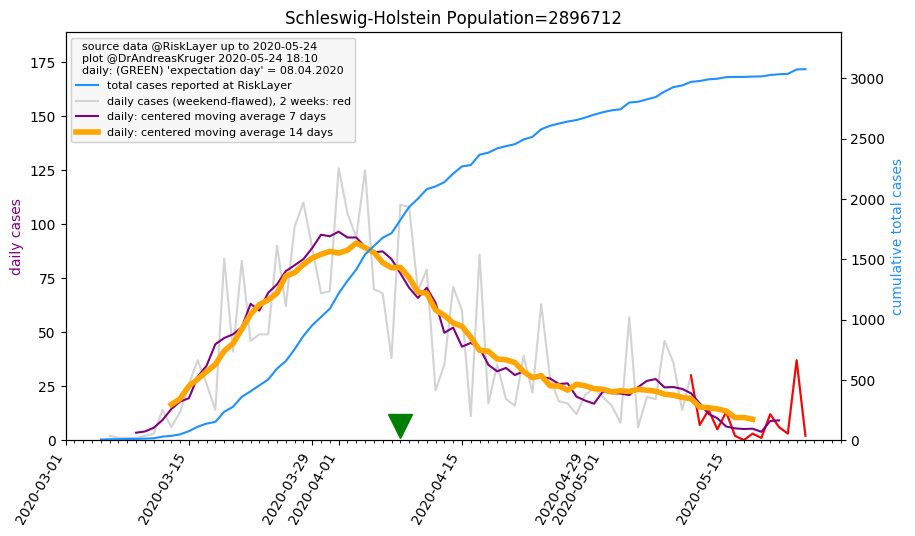 Schleswig-Holstein Population=2896712
source data @RiskLayer up to 2020-05-24
plot @DrAndreasKruger 2020-05-24 18:10
daily: (GREEN) 'expectation day' = 08.04.2020
total cases reported at RiskLayer
daily cases (weekend-flawed), 2 weeks: red
daily: centered moving average 7 days
daily: centered moving average 14 days
daily cases
175
150
125
100
75
50
25
0
cumulative total cases
3000
2500
2000
1500
1000
500
0
2020-03-01
2020-03-15
2020-03-29
2020-04-01
2020-04-15
2020-04-29
2020-05-01
2020-05-15